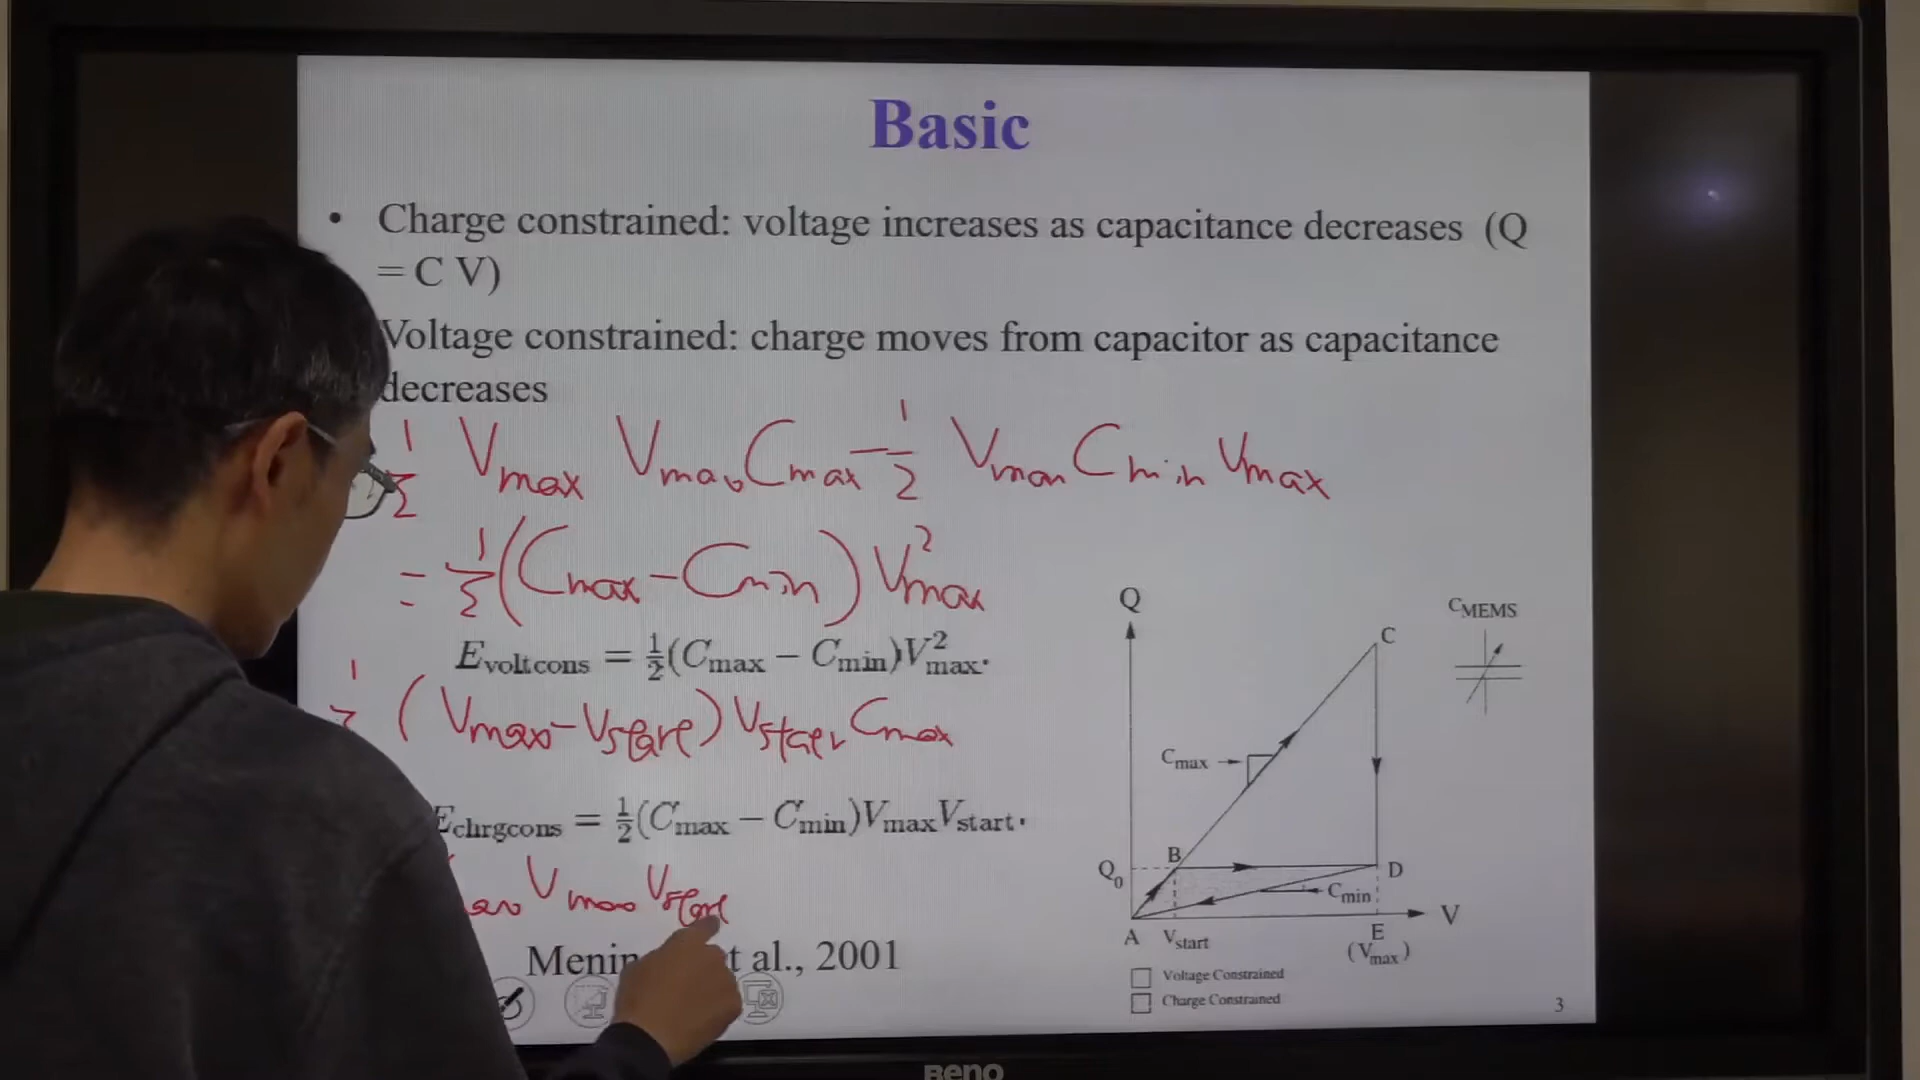 Basic
• Charge constrained: voltage increases as capacitance decreases (Q
= C V)
Voltage constrained: charge moves from capacitor as capacitance
decreases
1/2 Vmax Vmax Cmax - 1/2 Vmax Cmin Vmax
= 1/2 (Cmax - Cmin) V²max
Evoltcons = 1/2(Cmax − Cmin)V²max.
(Vmax - Vstart) Vstart Cmax
Echrgcons = 1/2(Cmax − Cmin)VmaxVstart.
Vmax Vstart
t al., 2001
Q
CMEMS
C
Cmax
B
Q0
D
Cmin
V
A Vstart E
(Vmax)
Voltage Constrained
Charge Constrained
3
BenQ